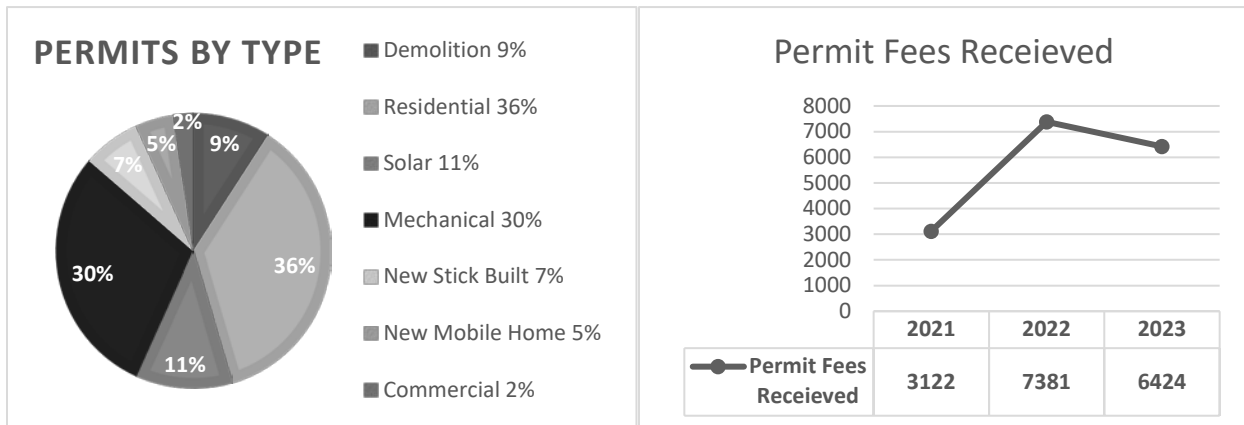 PERMITS BY TYPE
2%
5%
9%
7%
30%
36%
11%
Demolition 9%
Residential 36%
Solar 11%
Mechanical 30%
New Stick Built 7%
New Mobile Home 5%
Commercial 2%
Permit Fees Receieved
8000
7000
6000
5000
4000
3000
2000
1000
0
2021 2022 2023
Permit Fees
Receieved 3122 7381 6424